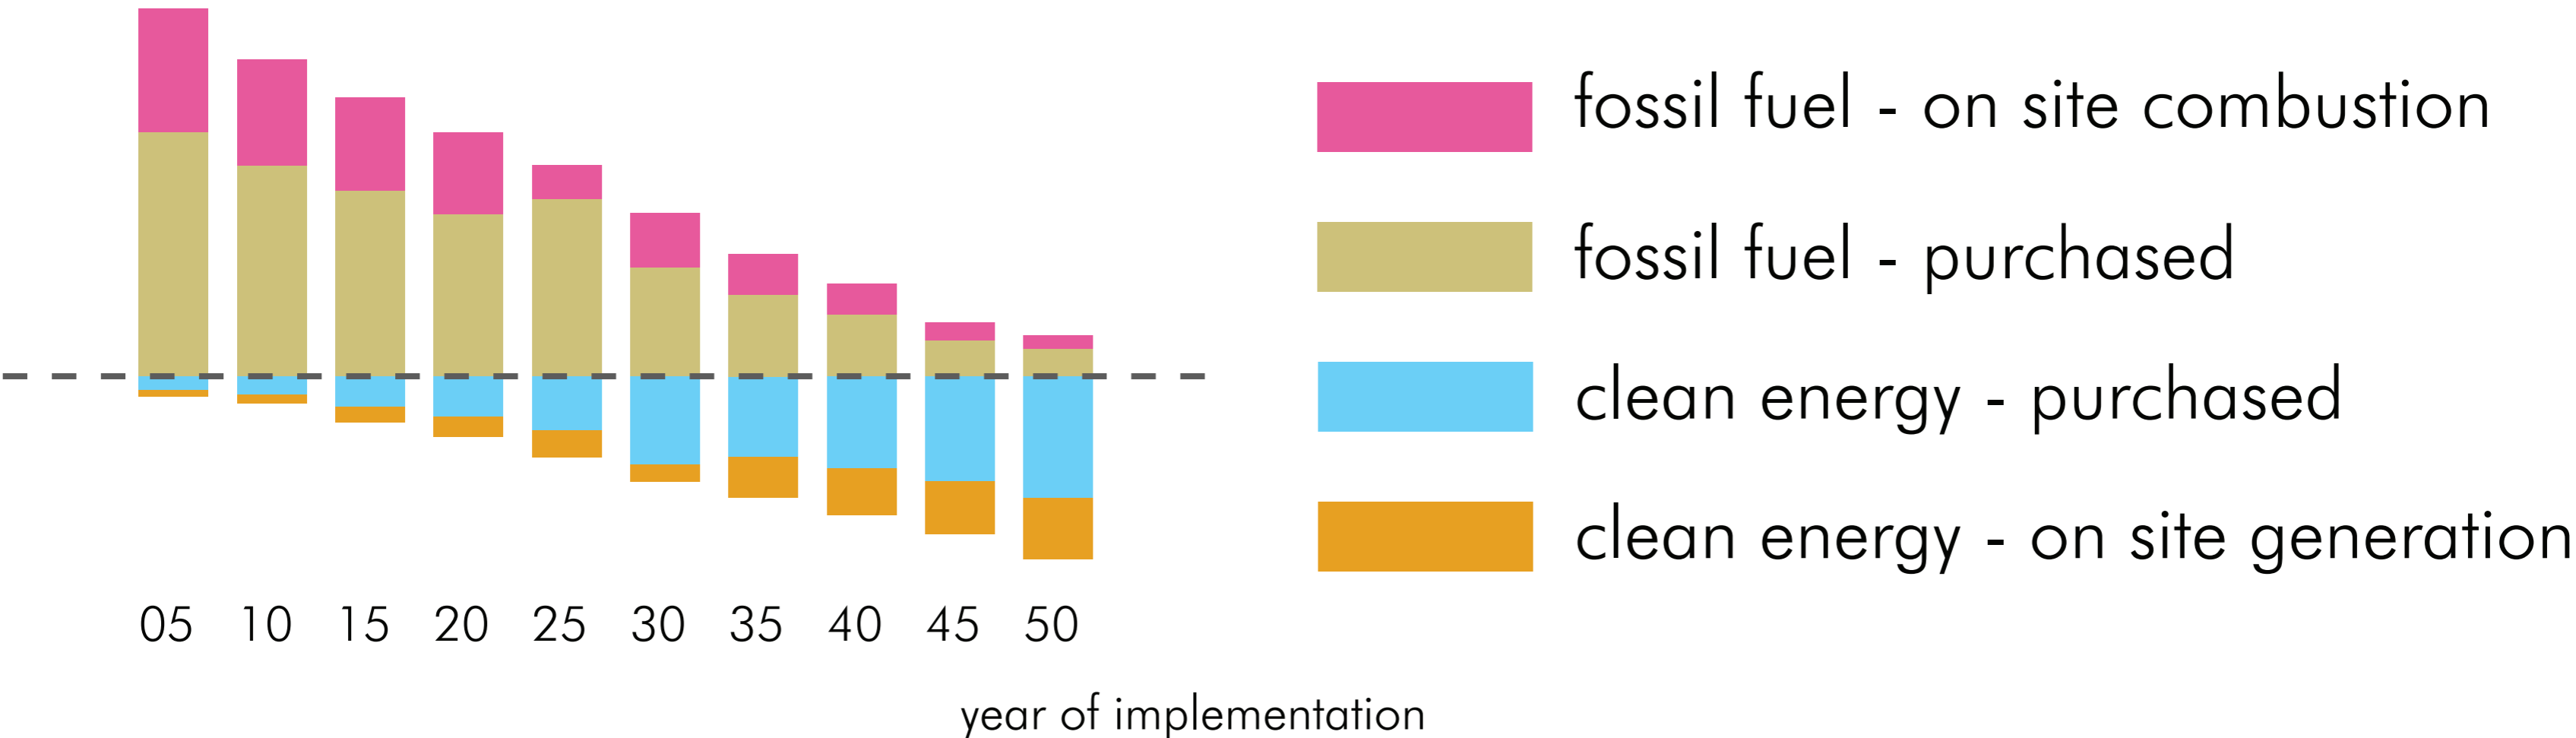 fossil fuel - on site combustion
fossil fuel - purchased
clean energy - purchased
clean energy - on site generation
05 10 15 20 25 30 35 40 45 50
year of implementation